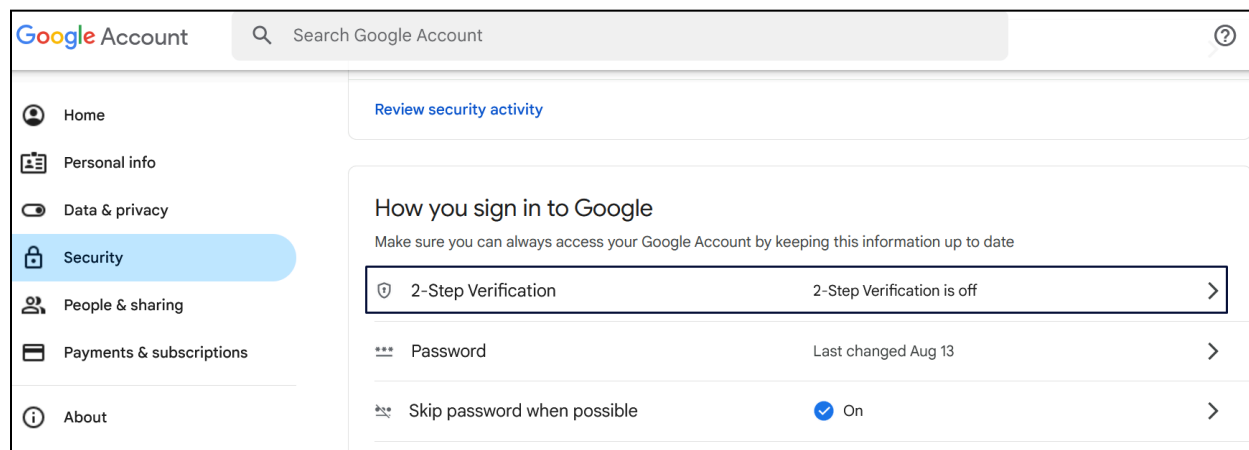 Google Account
Search Google Account
Home
Personal info
Data & privacy
Security
People & sharing
Payments & subscriptions
About
Review security activity
How you sign in to Google
Make sure you can always access your Google Account by keeping this information up to date
2-Step Verification 2-Step Verification is off
Password Last changed Aug 13
Skip password when possible On